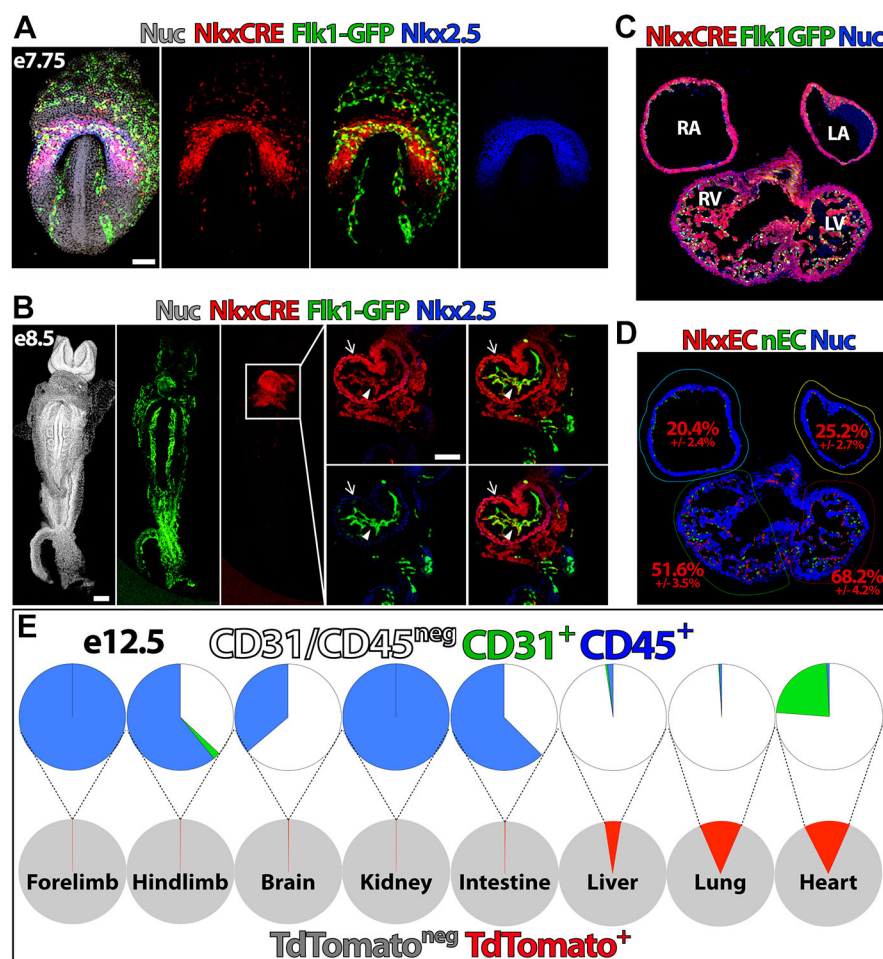 A
Nuc NkxCRE Flk1-GFP Nkx2.5
e7.75
B
Nuc NkxCRE Flk1-GFP Nkx2.5
e8.5
C
NkxCRE Flk1GFP Nuc
RA
LA
RV
LV
D
NkxEC nEC Nuc
20.4%
+/- 2.4%
25.2%
+/- 2.7%
51.6%
+/- 3.5%
68.2%
+/- 4.2%
E
e12.5 CD31/CD45neg CD31+ CD45+
Forelimb Hindlimb Brain Kidney Intestine Liver Lung Heart
TdTomatoneg TdTomato+